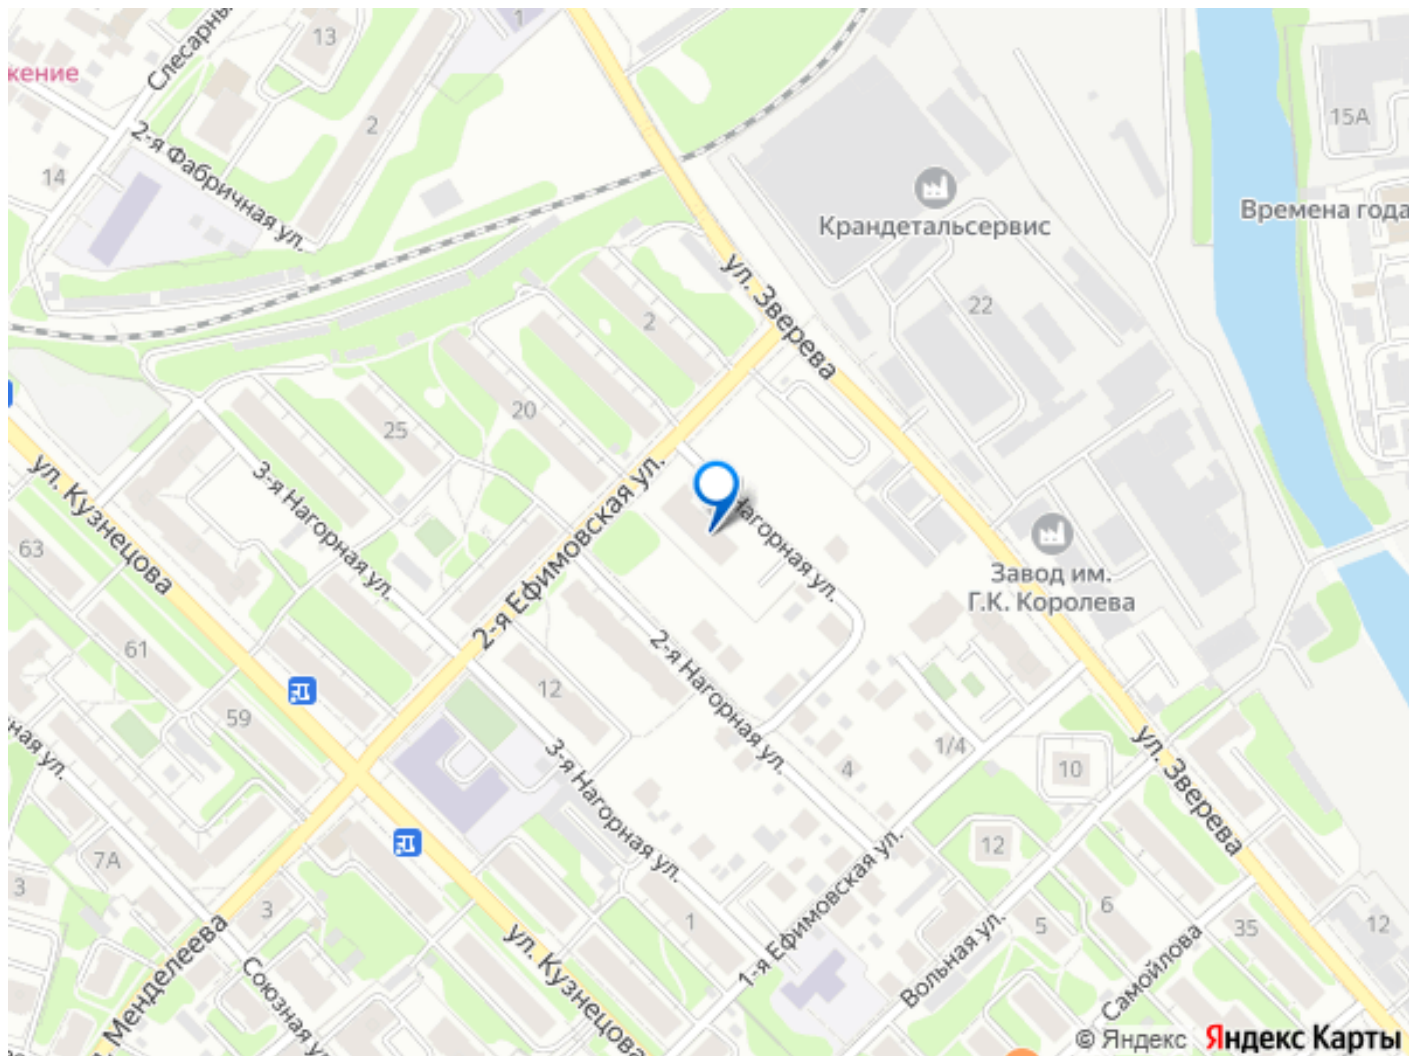 1
13
Слесарны
жение
2
2-я Фабричная ул.
14
15А
Крандетальсервис
Времена года
ул. Зверева
22
2
20
25
3-я Нагорная ул.
2-я Ефимовская ул.
ул. Кузнецова
Нагорная ул.
Завод им.
Г.К. Королева
63
61
59
12
2-я Нагорная ул.
ная ул.
3-я Нагорная ул.
4
1/4
10
ул. Зверева
12
7А
3
3
1
1-я Ефимовская ул.
6
5
35
12
Вольная ул.
Самойлова
ул. Кузнецова
Менделеева
Союзная ул
© Яндекс Яндекс Карты